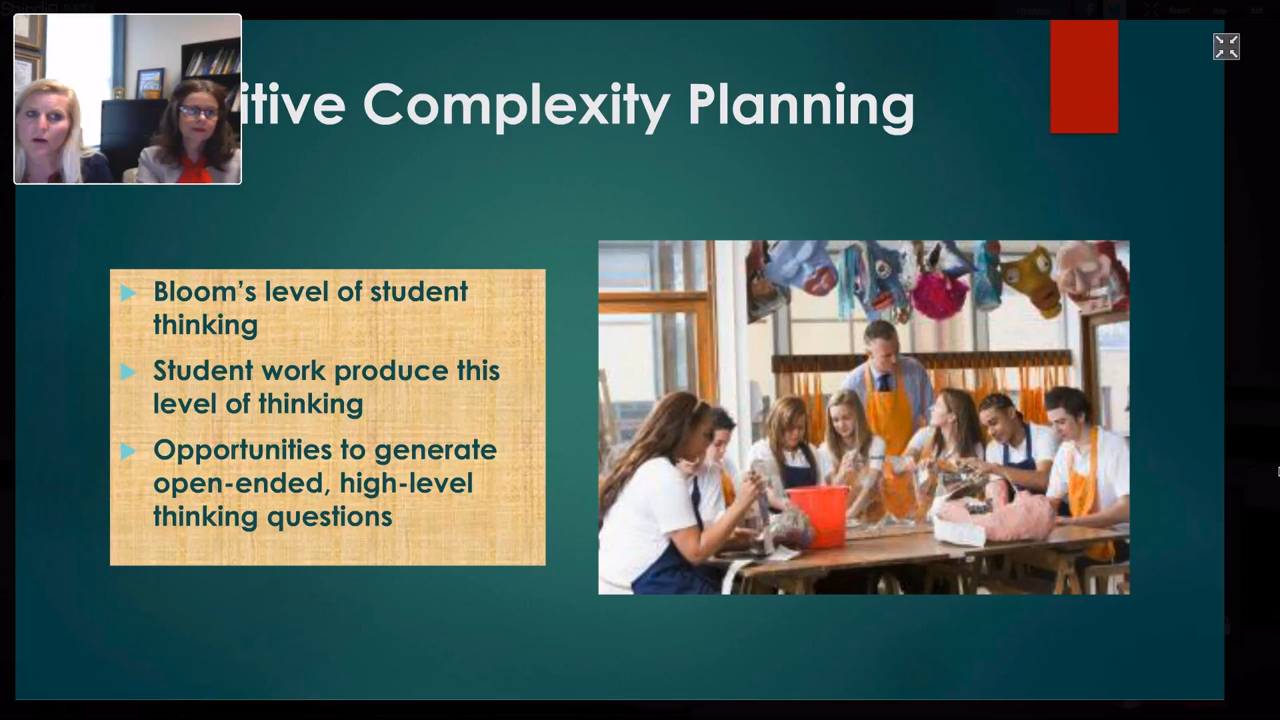 itive Complexity Planning
Bloom’s level of student
thinking
Student work produce this
level of thinking
Opportunities to generate
open-ended, high-level
thinking questions